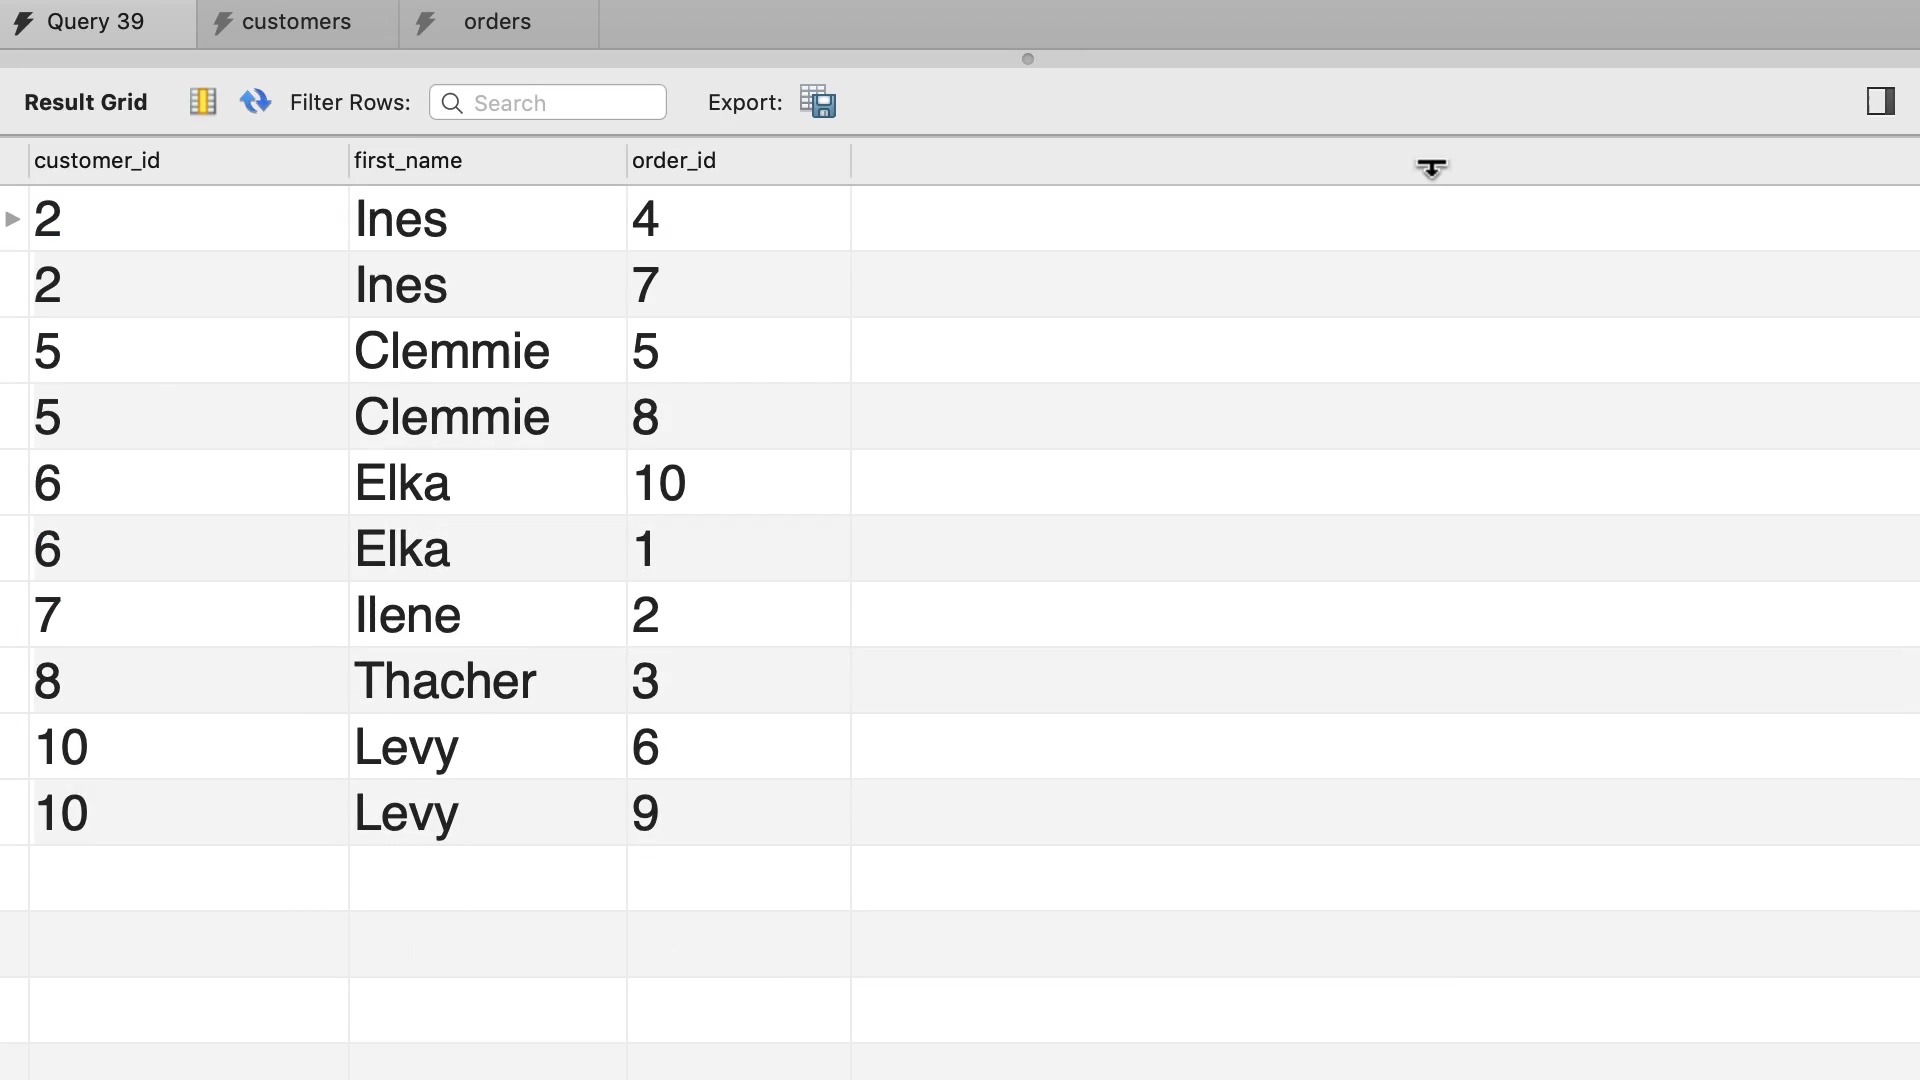 Query 39 customers orders
Result Grid Filter Rows: Search Export:
customer_id first_name order_id
2 Ines 4
2 Ines 7
5 Clemmie 5
5 Clemmie 8
6 Elka 10
6 Elka 1
7 Ilene 2
8 Thacher 3
10 Levy 6
10 Levy 9